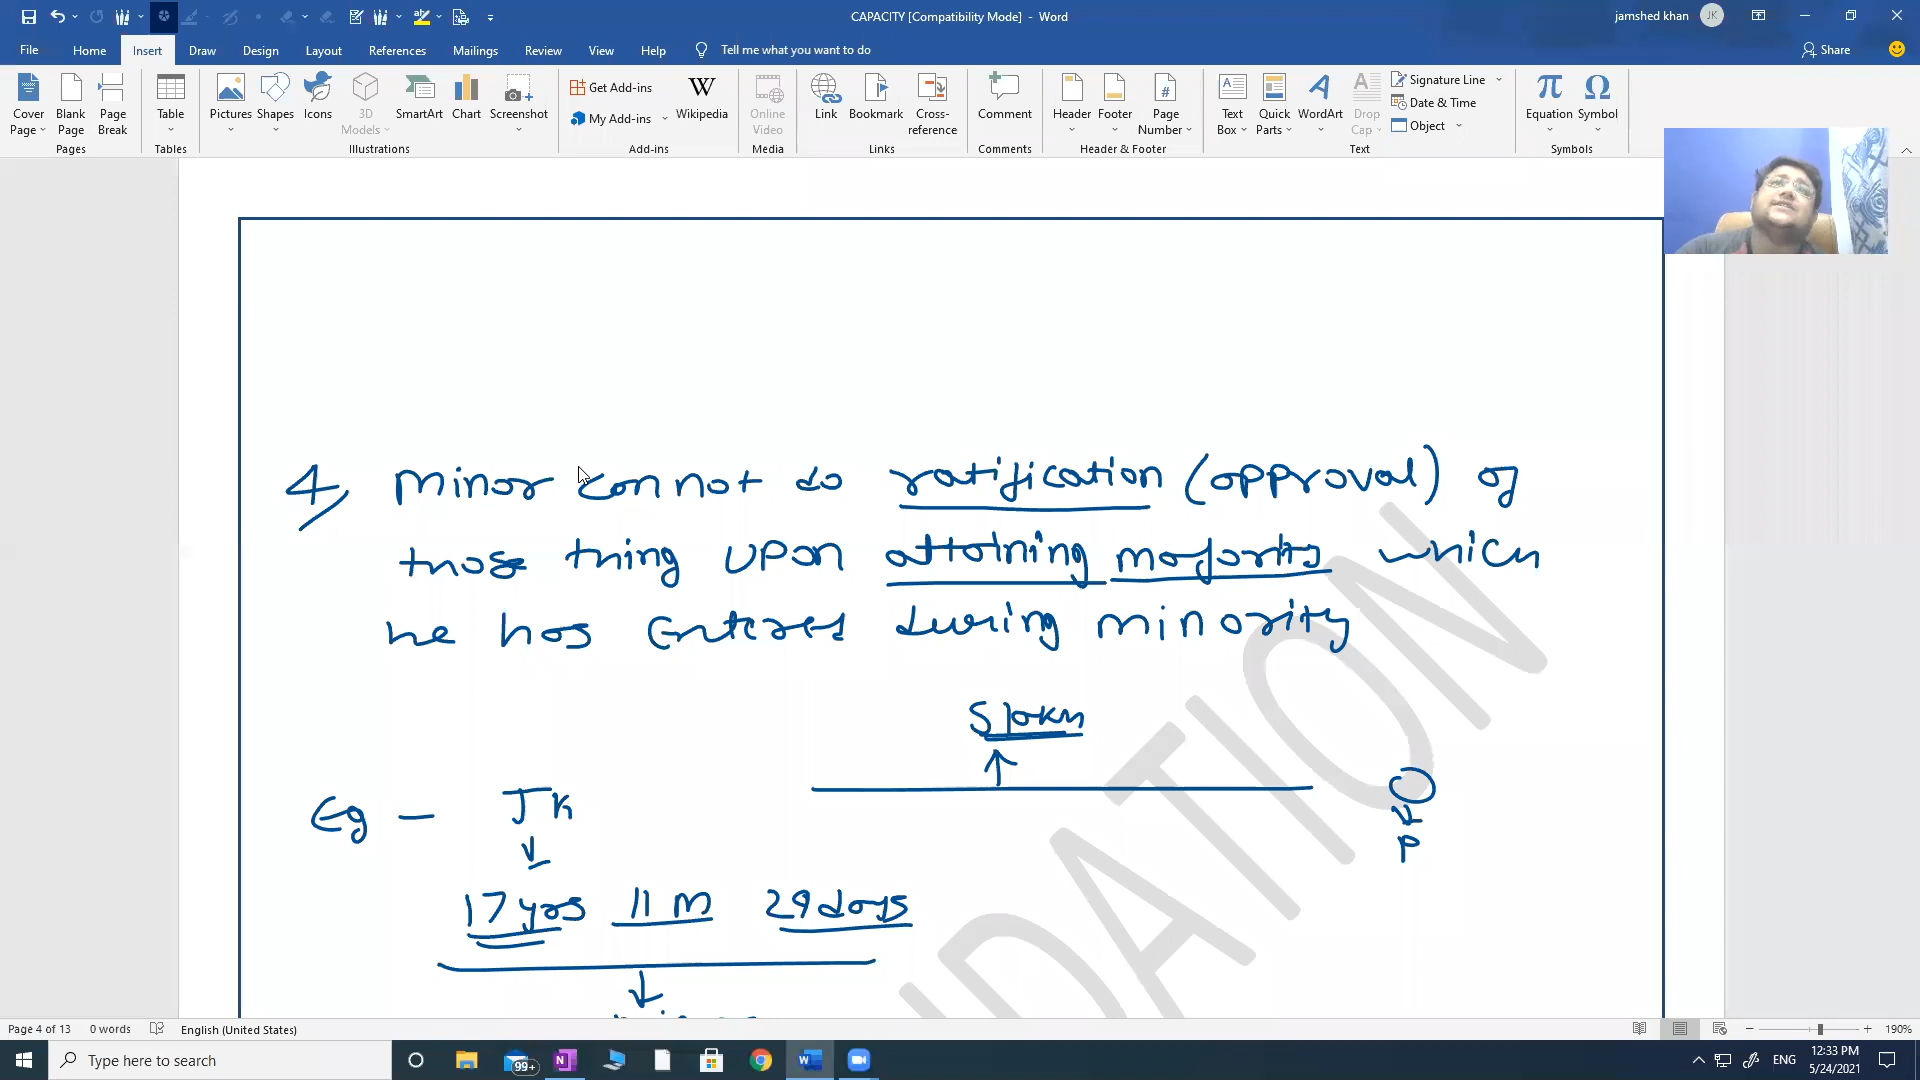 CAPACITY [Compatibility Mode] - Word
jamshed khan JK
File Home Insert Draw Design Layout References Mailings Review View Help Tell me what you want to do Share
Cover Page Blank Page Page Break Table Pictures Shapes Icons 3D Models SmartArt Chart Screenshot Get Add-ins My Add-ins Wikipedia Online Video Link Bookmark Cross-reference Comment Header Footer Page Number Text Box Quick Parts WordArt Drop Cap Signature Line Date & Time Object Equation Symbol
Pages Tables Illustrations Add-ins Media Links Comments Header & Footer Text Symbols
4, Minor cannot do ratification (approval) of
those thing upon attaining majority which
he has Entered during minority
5 lakh
Eg - JK
P
17 yrs 11 m 29 days
NDATION
Page 4 of 13 0 words English (United States) 190%
Type here to search 99+ ENG 12:33 PM
5/24/2021